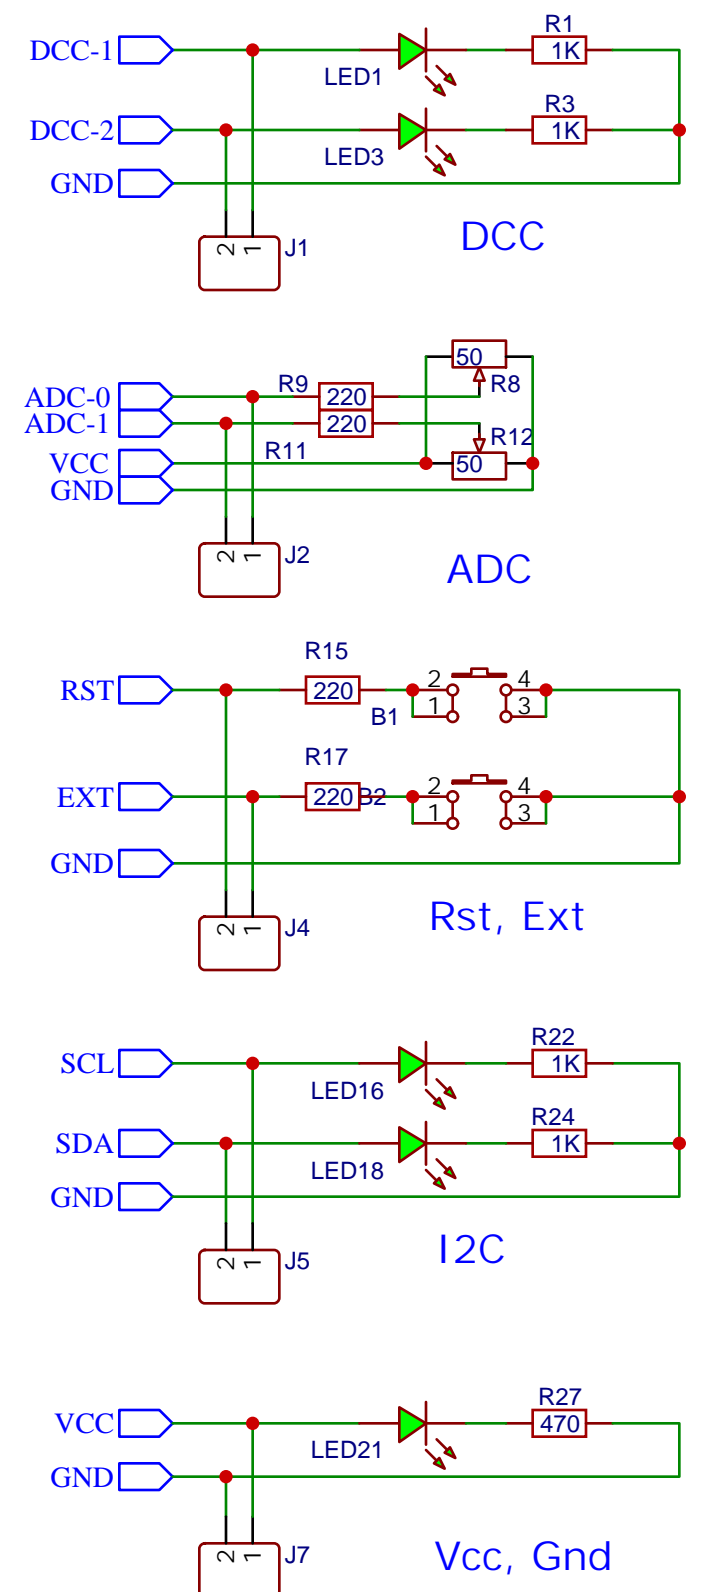 DCC-1
R1
1K
LED1
DCC-2
R3
1K
LED3
GND
DCC
2 1 J1
50
R8
ADC-0
R9
220
ADC-1
220
R12
R11
VCC
50
GND
2 1 J2
ADC
R15
RST
220
2 4
B1
1 3
R17
EXT
220
B2
2 4
1 3
GND
Rst, Ext
2 1 J4
R22
SCL
1K
LED16
R24
SDA
1K
LED18
GND
I2C
2 1 J5
R27
VCC
470
LED21
GND
2 1 J7
Vcc, Gnd